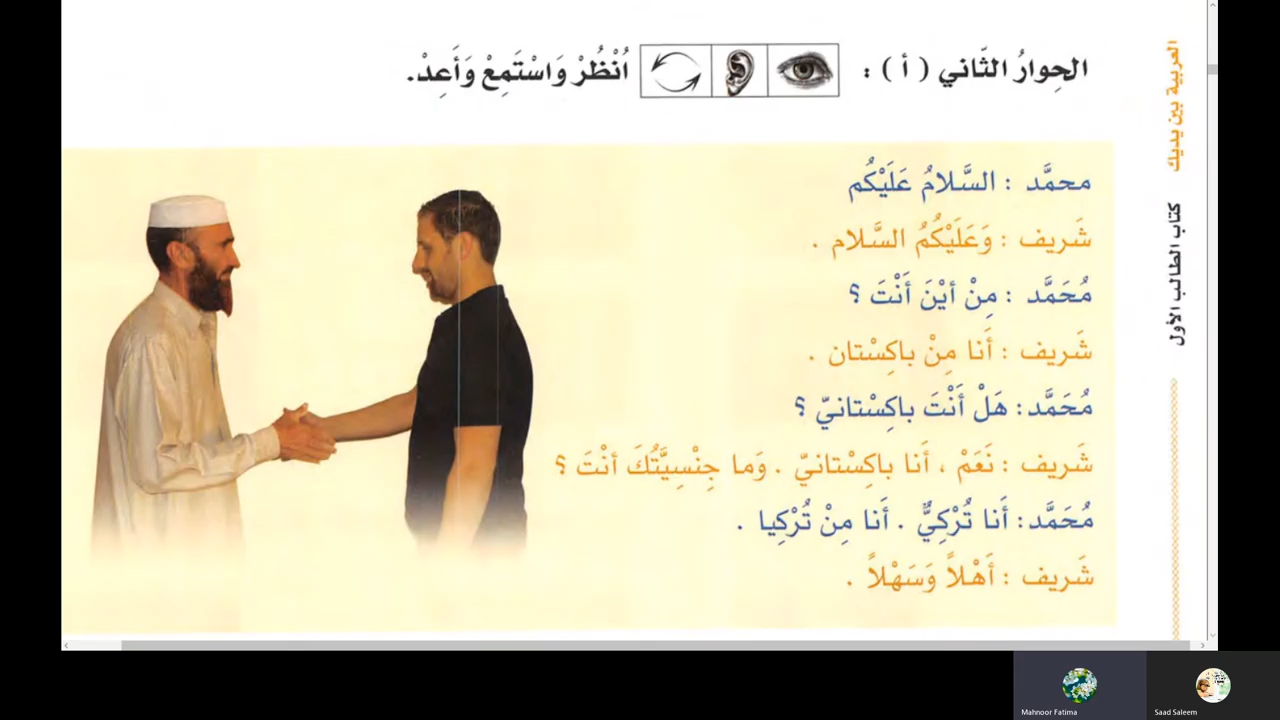 الحِوارُ الثّاني ( أ ) : اُنْظُرْ وَاسْتَمِعْ وَأَعِدْ.
محمَّد : السَّلامُ عَلَيْكُم
شَريف : وَعَلَيْكُمُ السَّلام .
مُحَمَّد : مِنْ أيْنَ أَنْتَ ؟
شَريف : أَنا مِنْ باكِسْتان .
مُحَمَّد : هَلْ أَنْتَ باكِسْتانيّ ؟
شَريف : نَعَمْ ، أَنا باكِسْتانيّ . وَما جِنْسِيَّتُكَ أنْتَ ؟
مُحَمَّد : أَنا تُرْكِيٌّ . أَنا مِنْ تُرْكِيا .
شَريف : أَهْلاً وَسَهْلاً .
العربية بين يديك
كتاب الطالب الأول
Mahnoor Fatima
Saad Saleem